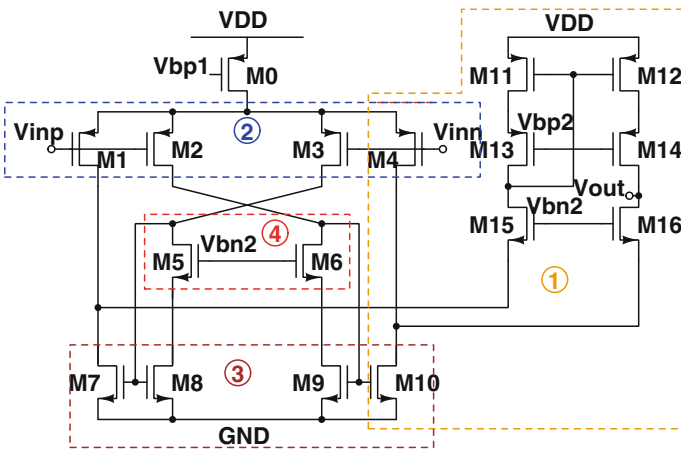 VDD
VDD
Vbp1
M0
M11
M12
②
Vinp
M1
M2
M3
M4
Vinn
Vbp2
M13
M14
Vout
Vbn2
M15
M16
④
Vbn2
M5
M6
①
③
M7
M8
M9
M10
GND